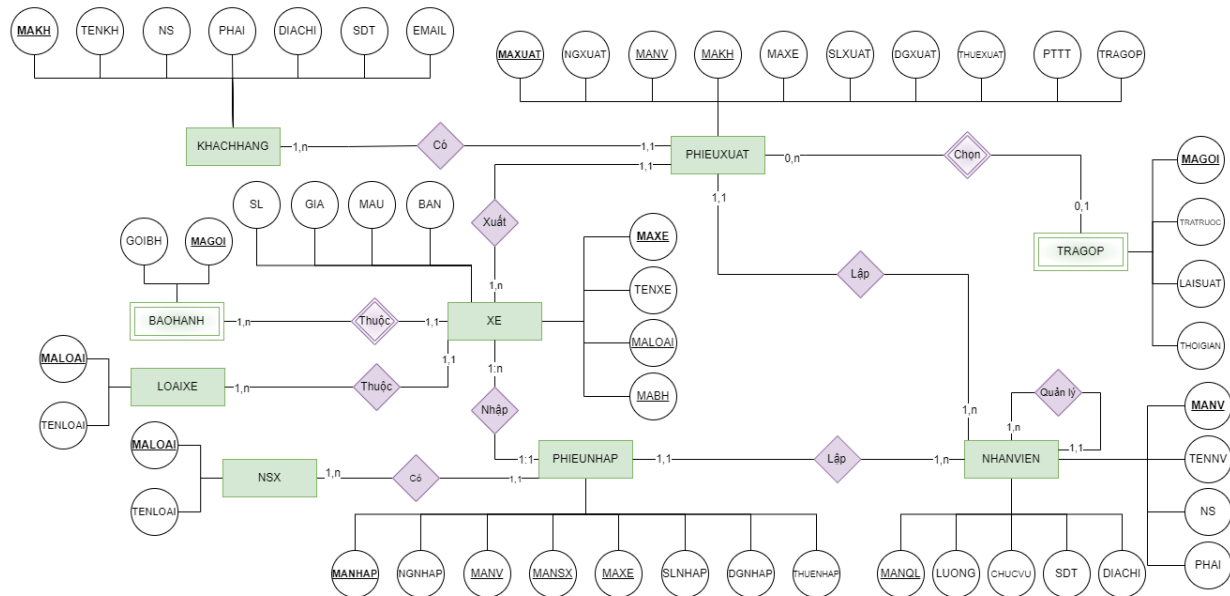 MAKH TENKH NS PHAI DIACHI SDT EMAIL
MAXUAT NGXUAT MANV MAKH MAXE SLXUAT DGXUAT THUEXUAT PTTT TRAGOP
KHACHHANG 1,n Có 1,1 PHIEUXUAT 0,n Chọn
1,1 1,1
MAGOI
SL GIA MAU BAN
Xuất
0,1
TRATRUOC
GOIBH MAGOI
MAXE
TRAGOP
Lập
LAISUAT
1,n
TENXE
BAOHANH 1,n Thuộc 1,1 XE
MALOAI
THOIGIAN
MALOAI
1,1
LOAIXE 1,n Thuộc
1:n
MABH
Quản lý
TENLOAI
Nhập
1,n
1,n
1,1
MANV
MALOAI
NSX 1,n Có 1,1
1:1 PHIEUNHAP 1,1 Lập 1,n NHANVIEN
TENNV
TENLOAI
NS
MANHAP NGNHAP MANV MANSX MAXE SLNHAP DGNHAP THUENHAP
MANQL LUONG CHUCVU SDT DIACHI
PHAI